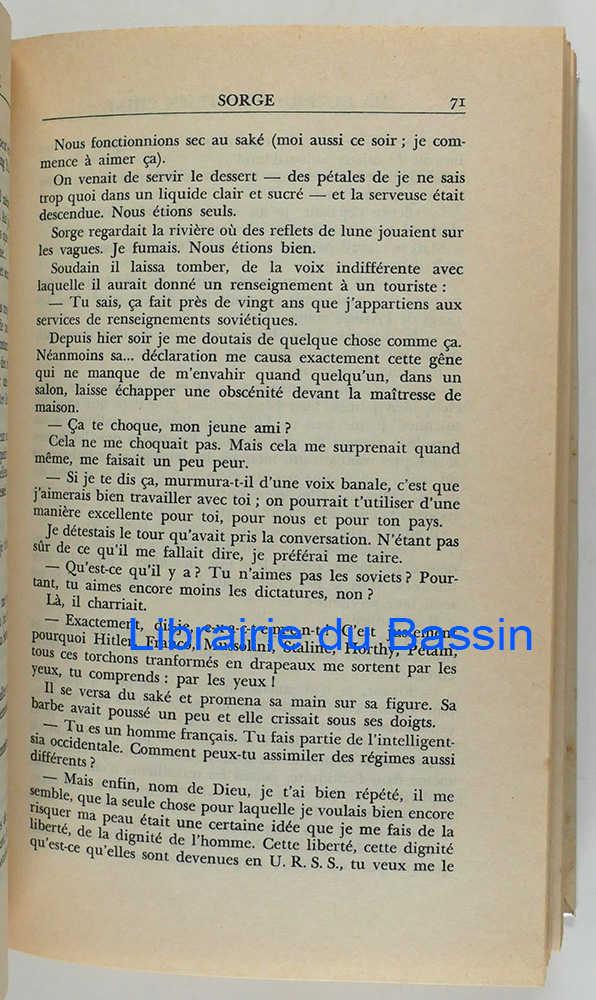 SORGE 71
Nous fonctionnions sec au saké (moi aussi ce soir ; je com-
mence à aimer ça).
On venait de servir le dessert — des pétales de je ne sais
trop quoi dans un liquide clair et sucré — et la serveuse était
descendue. Nous étions seuls.
Sorge regardait la rivière où des reflets de lune jouaient sur
les vagues. Je fumais. Nous étions bien.
Soudain il laissa tomber, de la voix indifférente avec
laquelle il aurait donné un renseignement à un touriste :
— Tu sais, ça fait près de vingt ans que j'appartiens aux
services de renseignements soviétiques.
Depuis hier soir je me doutais de quelque chose comme ça.
Néanmoins sa... déclaration me causa exactement cette gêne
qui ne manque de m'envahir quand quelqu'un, dans un
salon, laisse échapper une obscénité devant la maîtresse de
maison.
— Ça te choque, mon jeune ami ?
Cela ne me choquait pas. Mais cela me surprenait quand
même, me faisait un peu peur.
— Si je te dis ça, murmura-t-il d'une voix banale, c'est que
j'aimerais bien travailler avec toi ; on pourrait t'utiliser d'une
manière excellente pour toi, pour nous et pour ton pays.
Je détestais le tour qu'avait pris la conversation. N'étant pas
sûr de ce qu'il me fallait dire, je préférai me taire.
— Qu'est-ce qu'il y a ? Tu n'aimes pas les soviets ? Pour-
tant, tu aimes encore moins les dictatures, non ?
Là, il charriait.
— Exactement, dis-je, C'est justement
Librairie du Bassin
pourquoi Hitler, Franco, Mussolini, Staline, Horthy, Pétain,
tous ces torchons tranformés en drapeaux me sortent par les
yeux, tu comprends : par les yeux !
Il se versa du saké et promena sa main sur sa figure. Sa
barbe avait poussé un peu et elle crissait sous ses doigts.
— Tu es un homme français. Tu fais partie de l'intelligent-
sia occidentale. Comment peux-tu assimiler des régimes aussi
différents ?
— Mais enfin, nom de Dieu, je t'ai bien répété, il me
semble, que la seule chose pour laquelle je voulais bien encore
risquer ma peau était une certaine idée que je me fais de la
liberté, de la dignité de l'homme. Cette liberté, cette dignité
qu'est-ce qu'elles sont devenues en U. R. S. S., tu veux me le